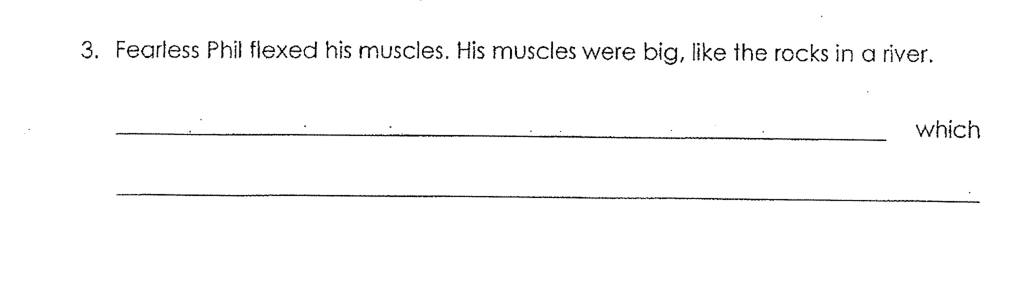 3. Fearless Phil flexed his muscles. His muscles were big, like the rocks in a river.
which